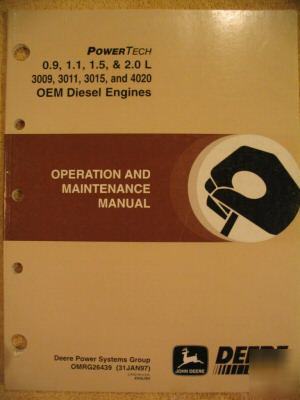 POWERTECH
0.9, 1.1, 1.5, & 2.0 L
3009, 3011, 3015, and 4020
OEM Diesel Engines
OPERATION AND
MAINTENANCE
MANUAL
Deere Power Systems Group
OMRG26439 (31JAN97)
ENGLISH
JOHN DEERE
DEERE